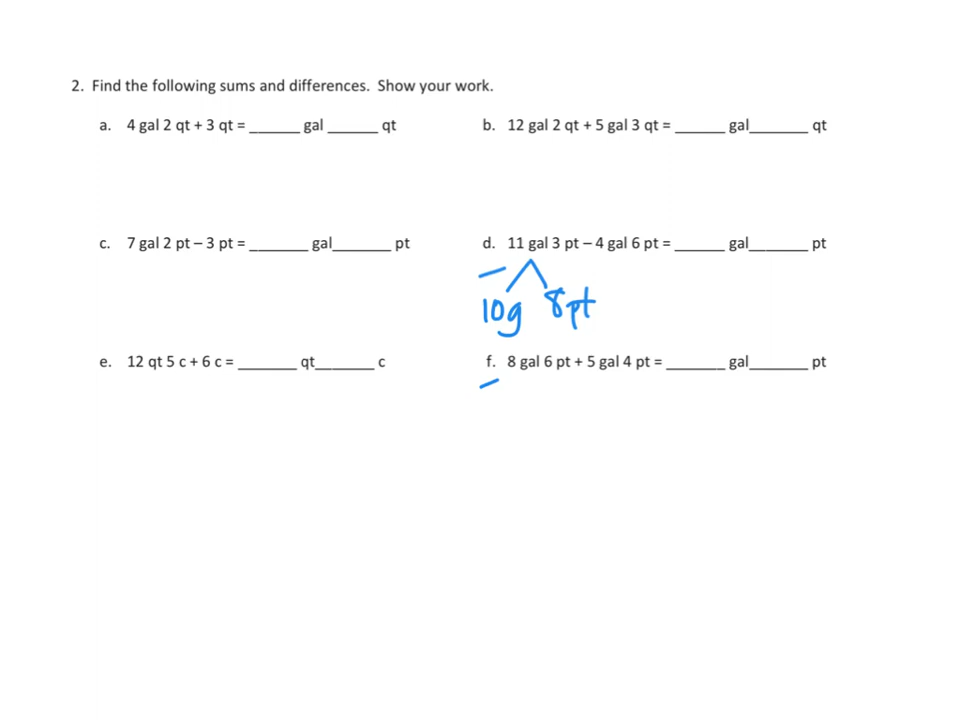 2. Find the following sums and differences. Show your work.
a. 4 gal 2 qt + 3 qt = ______ gal ______ qt
b. 12 gal 2 qt + 5 gal 3 qt = ______ gal_______ qt
c. 7 gal 2 pt – 3 pt = _______ gal_______ pt
d. 11 gal 3 pt – 4 gal 6 pt = ______ gal_______ pt
10g 8pt
e. 12 qt 5 c + 6 c = _______ qt_______ c
f. 8 gal 6 pt + 5 gal 4 pt = _______ gal_______ pt